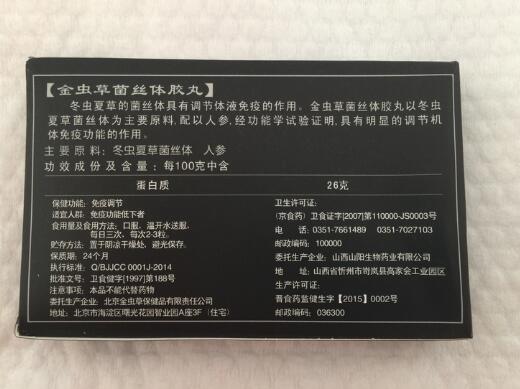 【金虫草菌丝体胶丸】
冬虫夏草的菌丝体具有调节体液免疫的作用。金虫草菌丝体胶丸以冬
虫夏草菌丝体为主要原料,配以人参,经功能学试验证明,具有明显的调节机
体免疫功能的作用。
主要原料: 冬虫夏草菌丝体 人参
功效成份及含量: 每100克中含
蛋白质 26克
保健功能: 免疫调节
适宜人群: 免疫功能低下者
食用量及食用方法: 口服、温开水送服,
每日三次、每次2-3粒。
贮存方法: 置于阴凉干燥处、避光保存。
保质期: 24个月
执行标准: Q/BJJCC 0001J-2014
批准文号: 卫食健字[1997]第188号
注意事项: 本品不能代替药物
委托生产企业: 北京金虫草保健品有限责任公司
地址: 北京市海淀区曙光花园智业园A座3F (住宅)
卫生许可证:
(京食药) 卫食证字[2007]第110000-JS0003号
电 话: 0351-7661489 0351-7027103
邮政编码: 100000
委托生产企业: 山西山阳生物药业有限公司
地 址: 山西省忻州市岢岚县高家会工业园区
生产许可证:
晋食药监健生字【2015】0002号
邮政编码: 036300